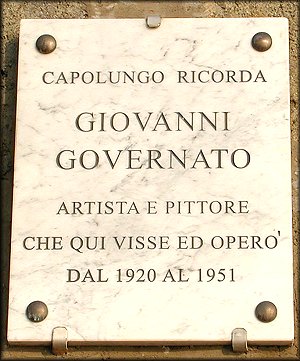 CAPOLUNGO RICORDA
GIOVANNI
GOVERNATO
ARTISTA E PITTORE
CHE QUI VISSE ED OPERO'
DAL 1920 AL 1951